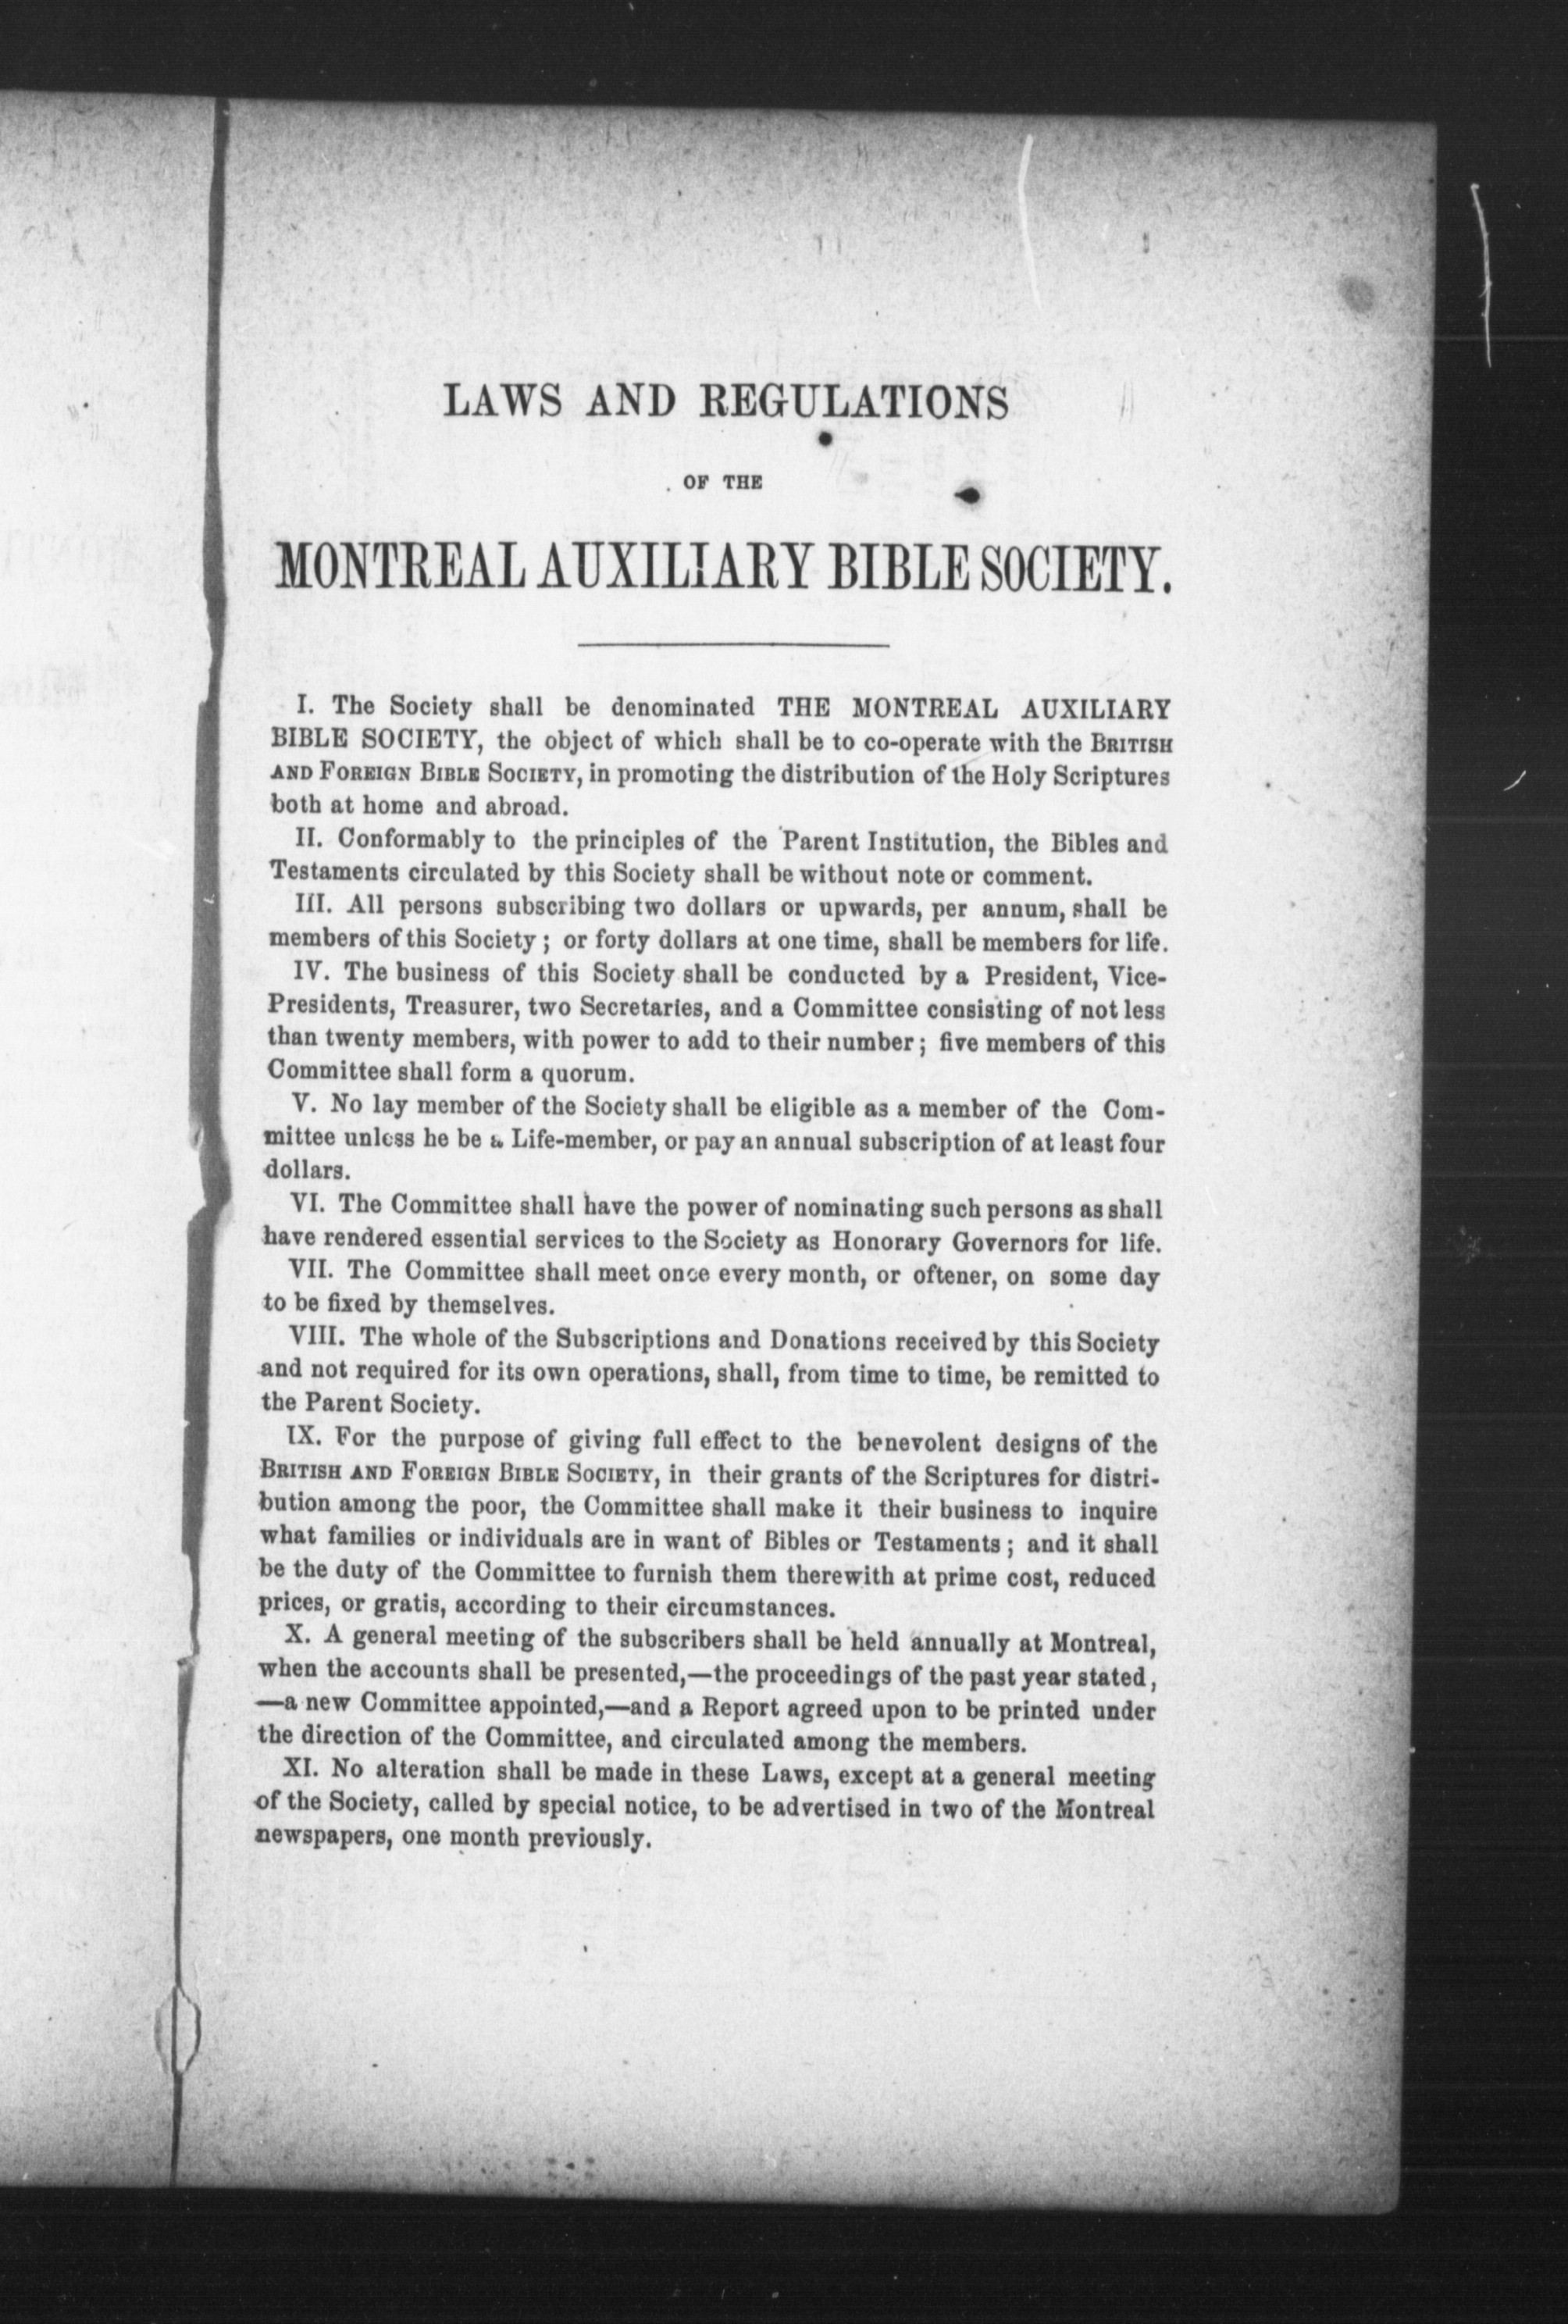 LAWS AND REGULATIONS
OF THE
MONTREAL AUXILIARY BIBLE SOCIETY.
I. The Society shall be denominated THE MONTREAL AUXILIARY
BIBLE SOCIETY, the object of which shall be to co-operate with the BRITISH
AND FOREIGN BIBLE SOCIETY, in promoting the distribution of the Holy Scriptures
both at home and abroad.
II. Conformably to the principles of the Parent Institution, the Bibles and
Testaments circulated by this Society shall be without note or comment.
III. All persons subscribing two dollars or upwards, per annum, shall be
members of this Society ; or forty dollars at one time, shall be members for life.
IV. The business of this Society shall be conducted by a President, Vice-
Presidents, Treasurer, two Secretaries, and a Committee consisting of not less
than twenty members, with power to add to their number ; five members of this
Committee shall form a quorum.
V. No lay member of the Society shall be eligible as a member of the Com-
mittee unless he be a Life-member, or pay an annual subscription of at least four
dollars.
VI. The Committee shall have the power of nominating such persons as shall
have rendered essential services to the Society as Honorary Governors for life.
VII. The Committee shall meet once every month, or oftener, on some day
to be fixed by themselves.
VIII. The whole of the Subscriptions and Donations received by this Society
and not required for its own operations, shall, from time to time, be remitted to
the Parent Society.
IX. For the purpose of giving full effect to the benevolent designs of the
BRITISH AND FOREIGN BIBLE SOCIETY, in their grants of the Scriptures for distri-
bution among the poor, the Committee shall make it their business to inquire
what families or individuals are in want of Bibles or Testaments ; and it shall
be the duty of the Committee to furnish them therewith at prime cost, reduced
prices, or gratis, according to their circumstances.
X. A general meeting of the subscribers shall be held annually at Montreal,
when the accounts shall be presented,—the proceedings of the past year stated,
—a new Committee appointed,—and a Report agreed upon to be printed under
the direction of the Committee, and circulated among the members.
XI. No alteration shall be made in these Laws, except at a general meeting
of the Society, called by special notice, to be advertised in two of the Montreal
newspapers, one month previously.